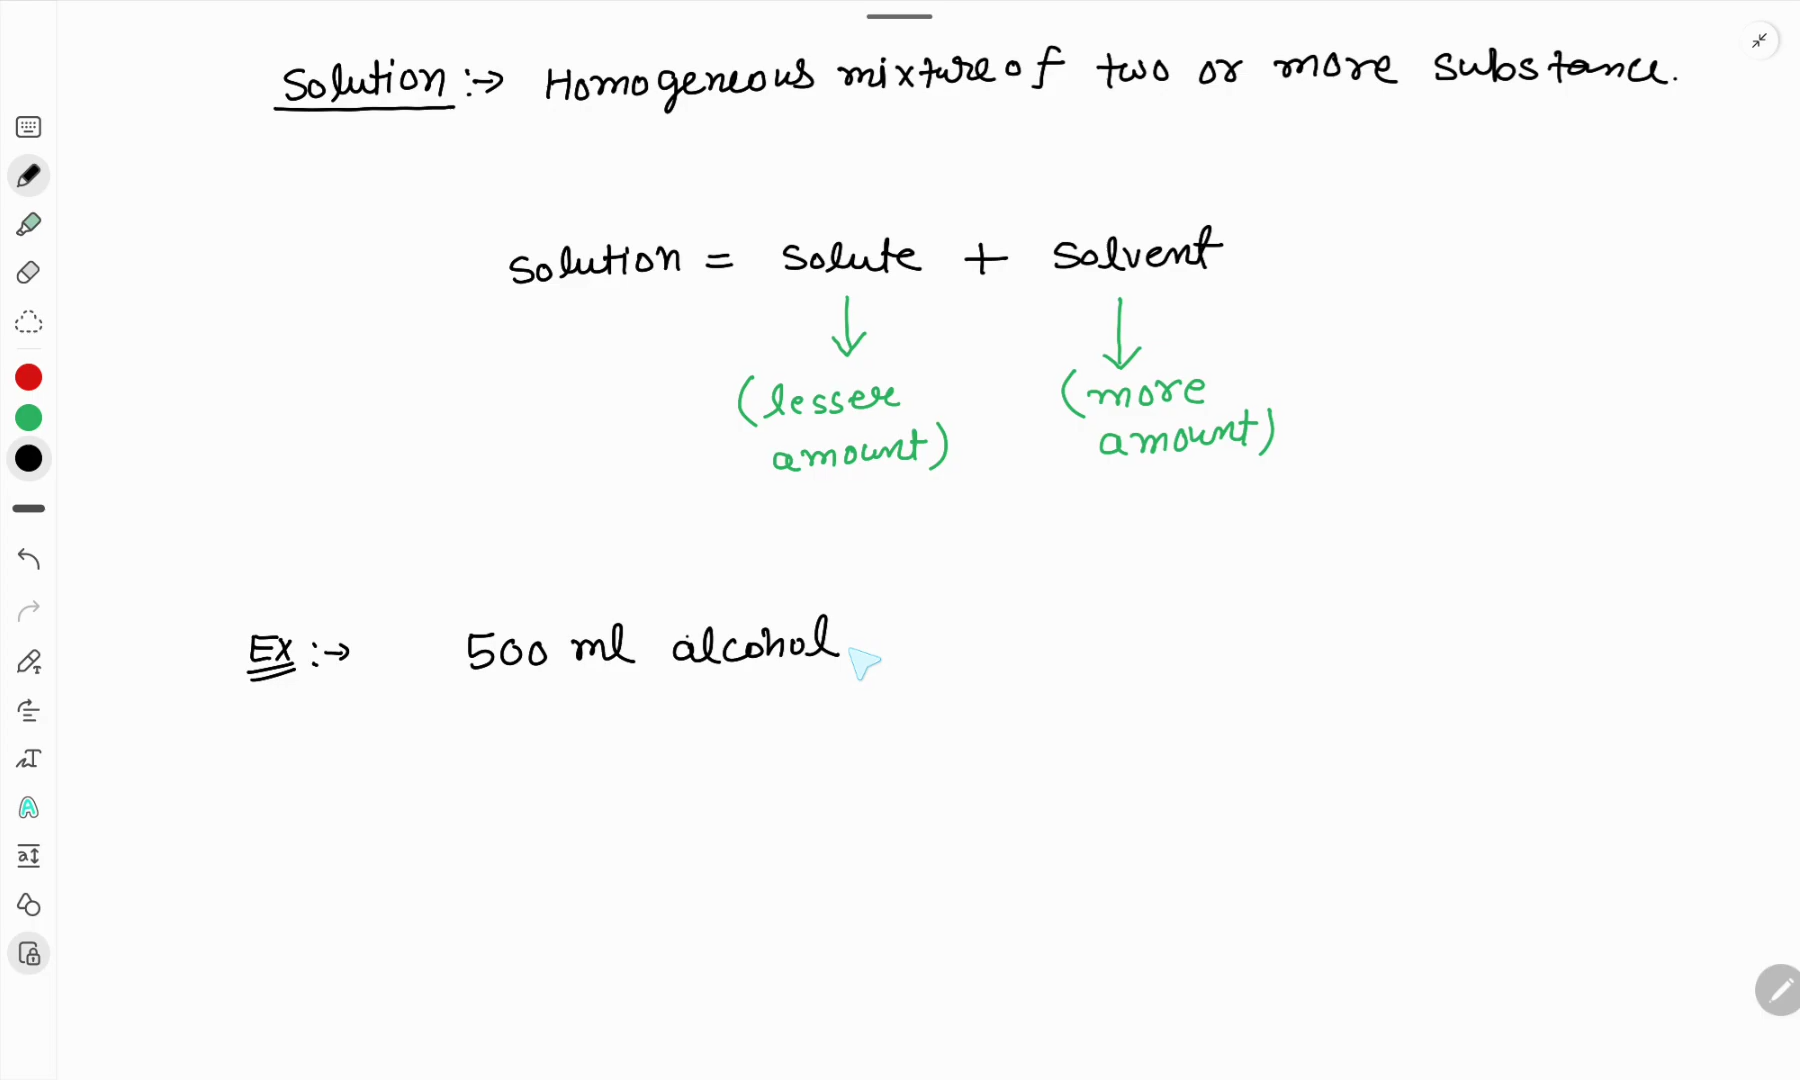 Solution :→ Homogeneous mixture of two or more substance.
Solution = Solute + Solvent
(lesser amount)
(more amount)
Ex :→ 500 ml alcohol